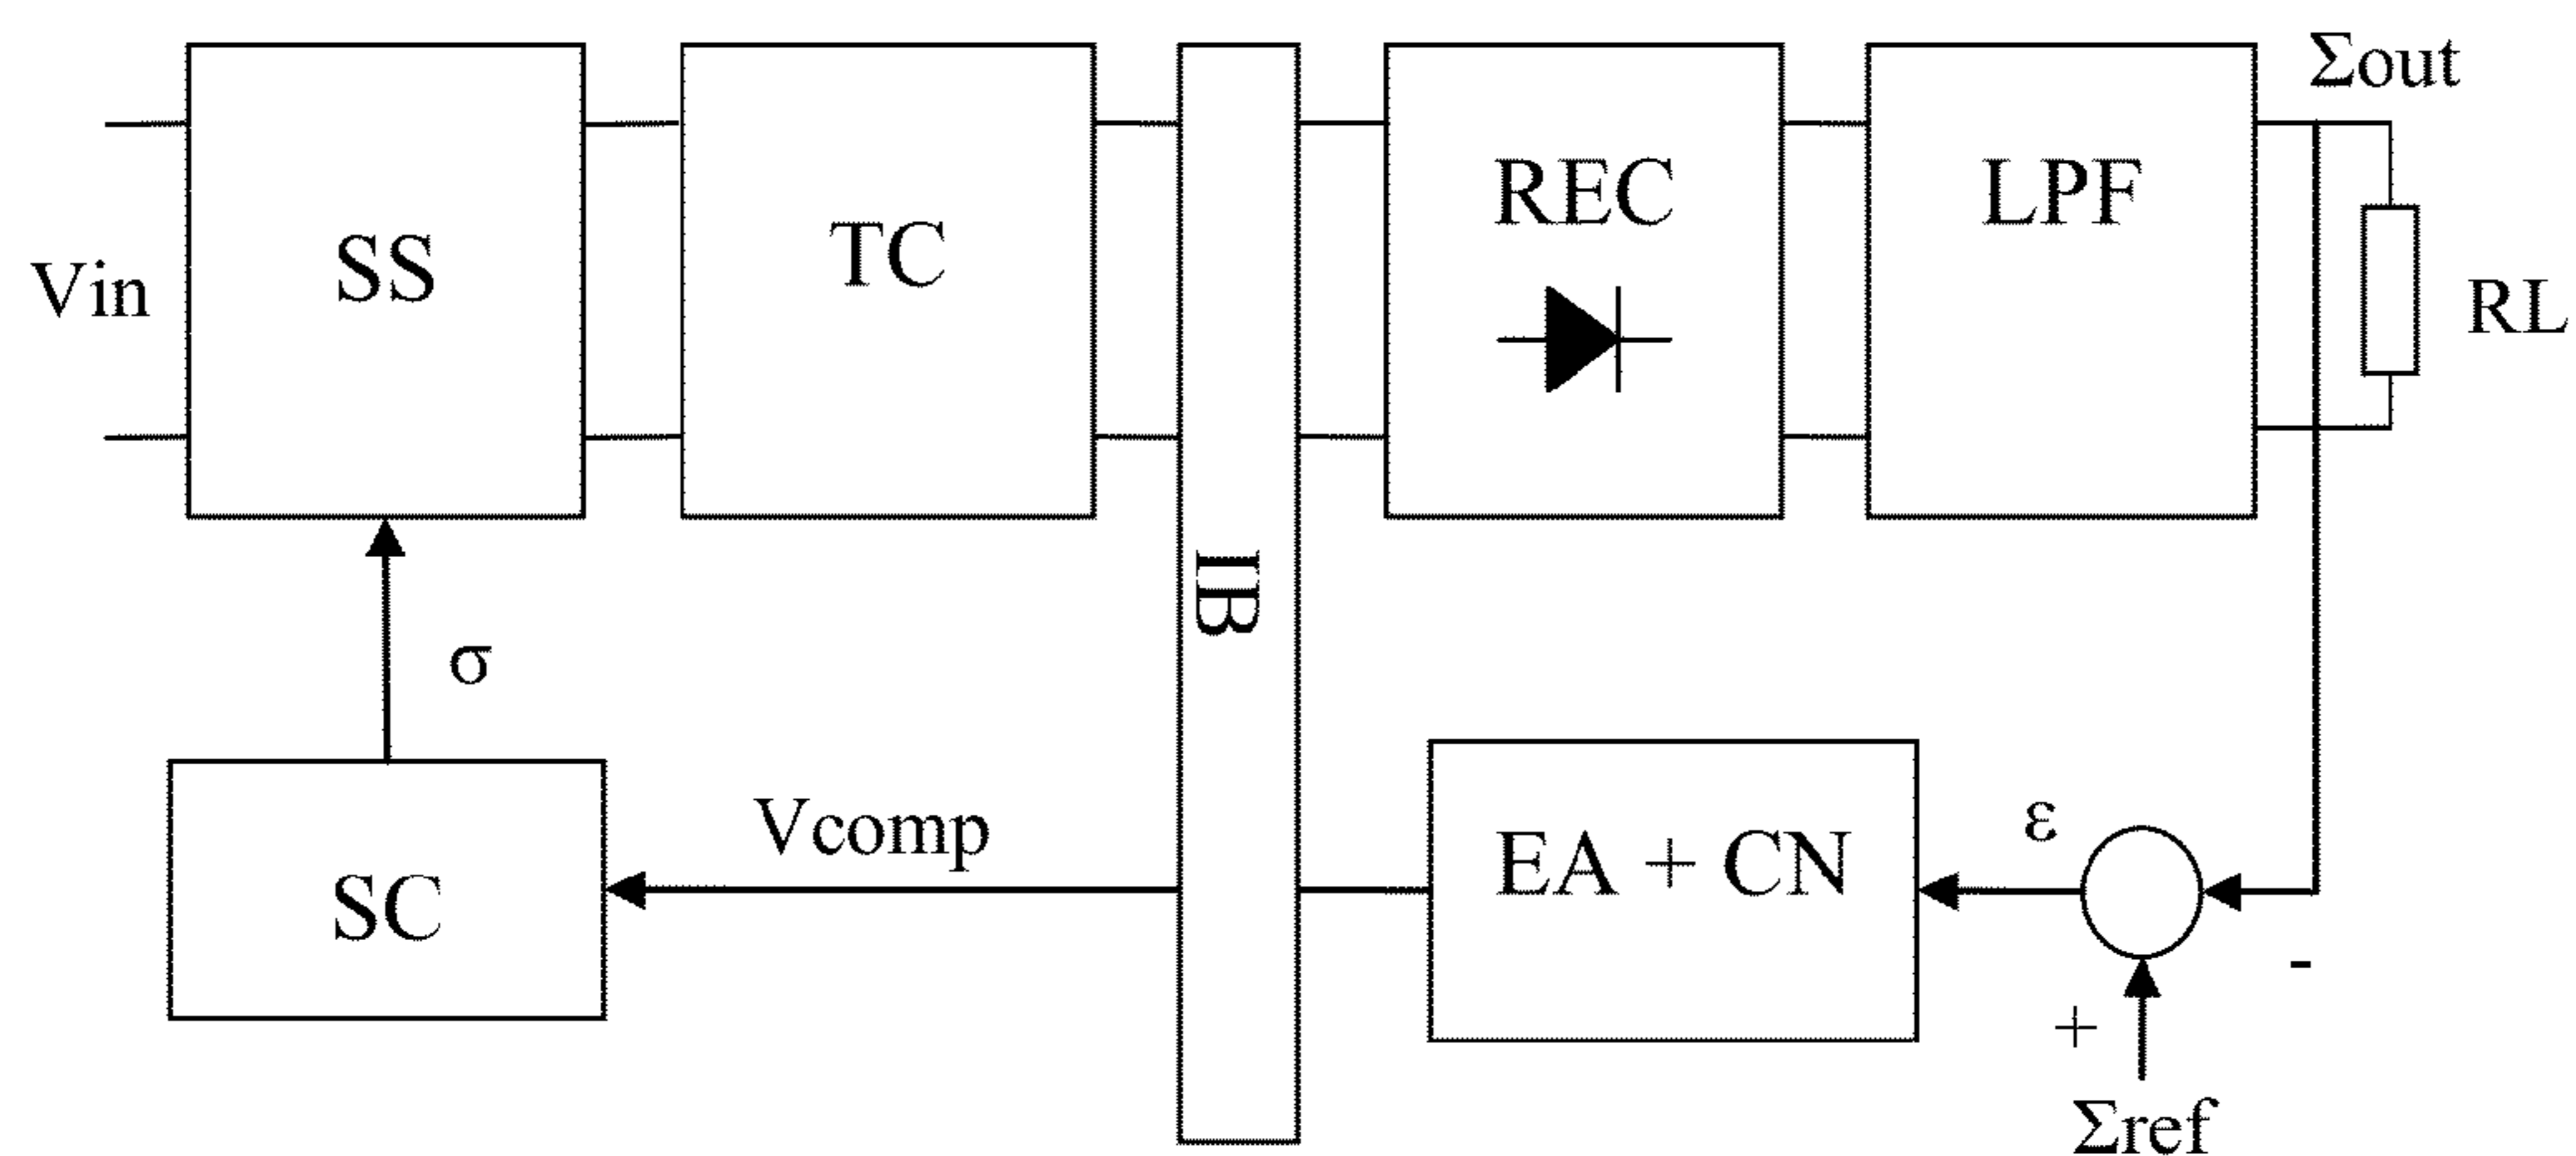 Σout
Vin
SS
TC
REC
LPF
RL
IB
σ
SC
Vcomp
EA + CN
ε
-
+
Σref